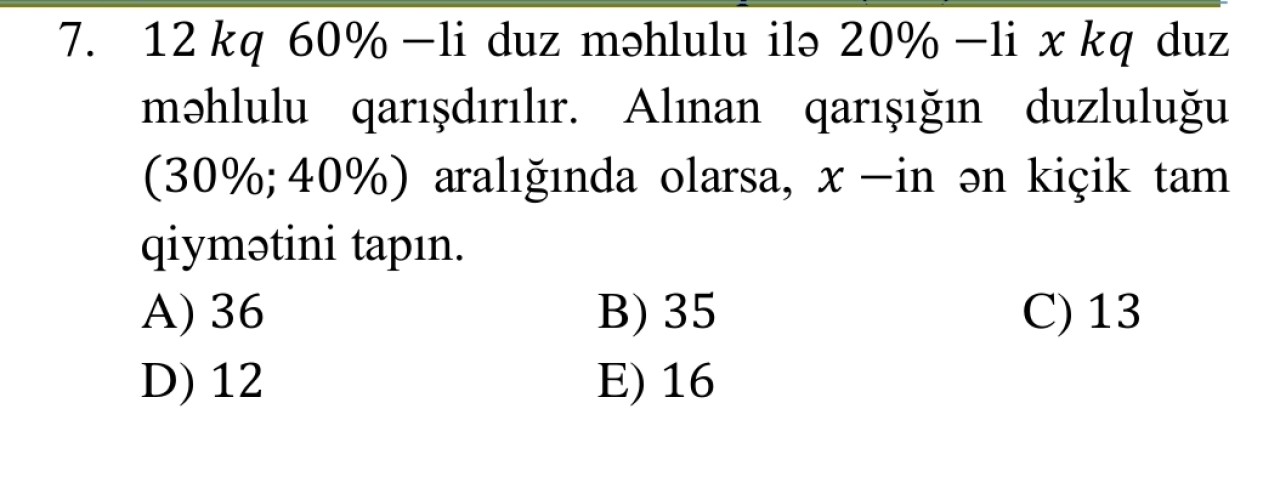 7. 12 kq 60% −li duz məhlulu ilə 20% −li x kq duz
məhlulu qarışdırılır. Alınan qarışığın duzluluğu
(30%; 40%) aralığında olarsa, x −in ən kiçik tam
qiymətini tapın.
A) 36 B) 35 C) 13
D) 12 E) 16